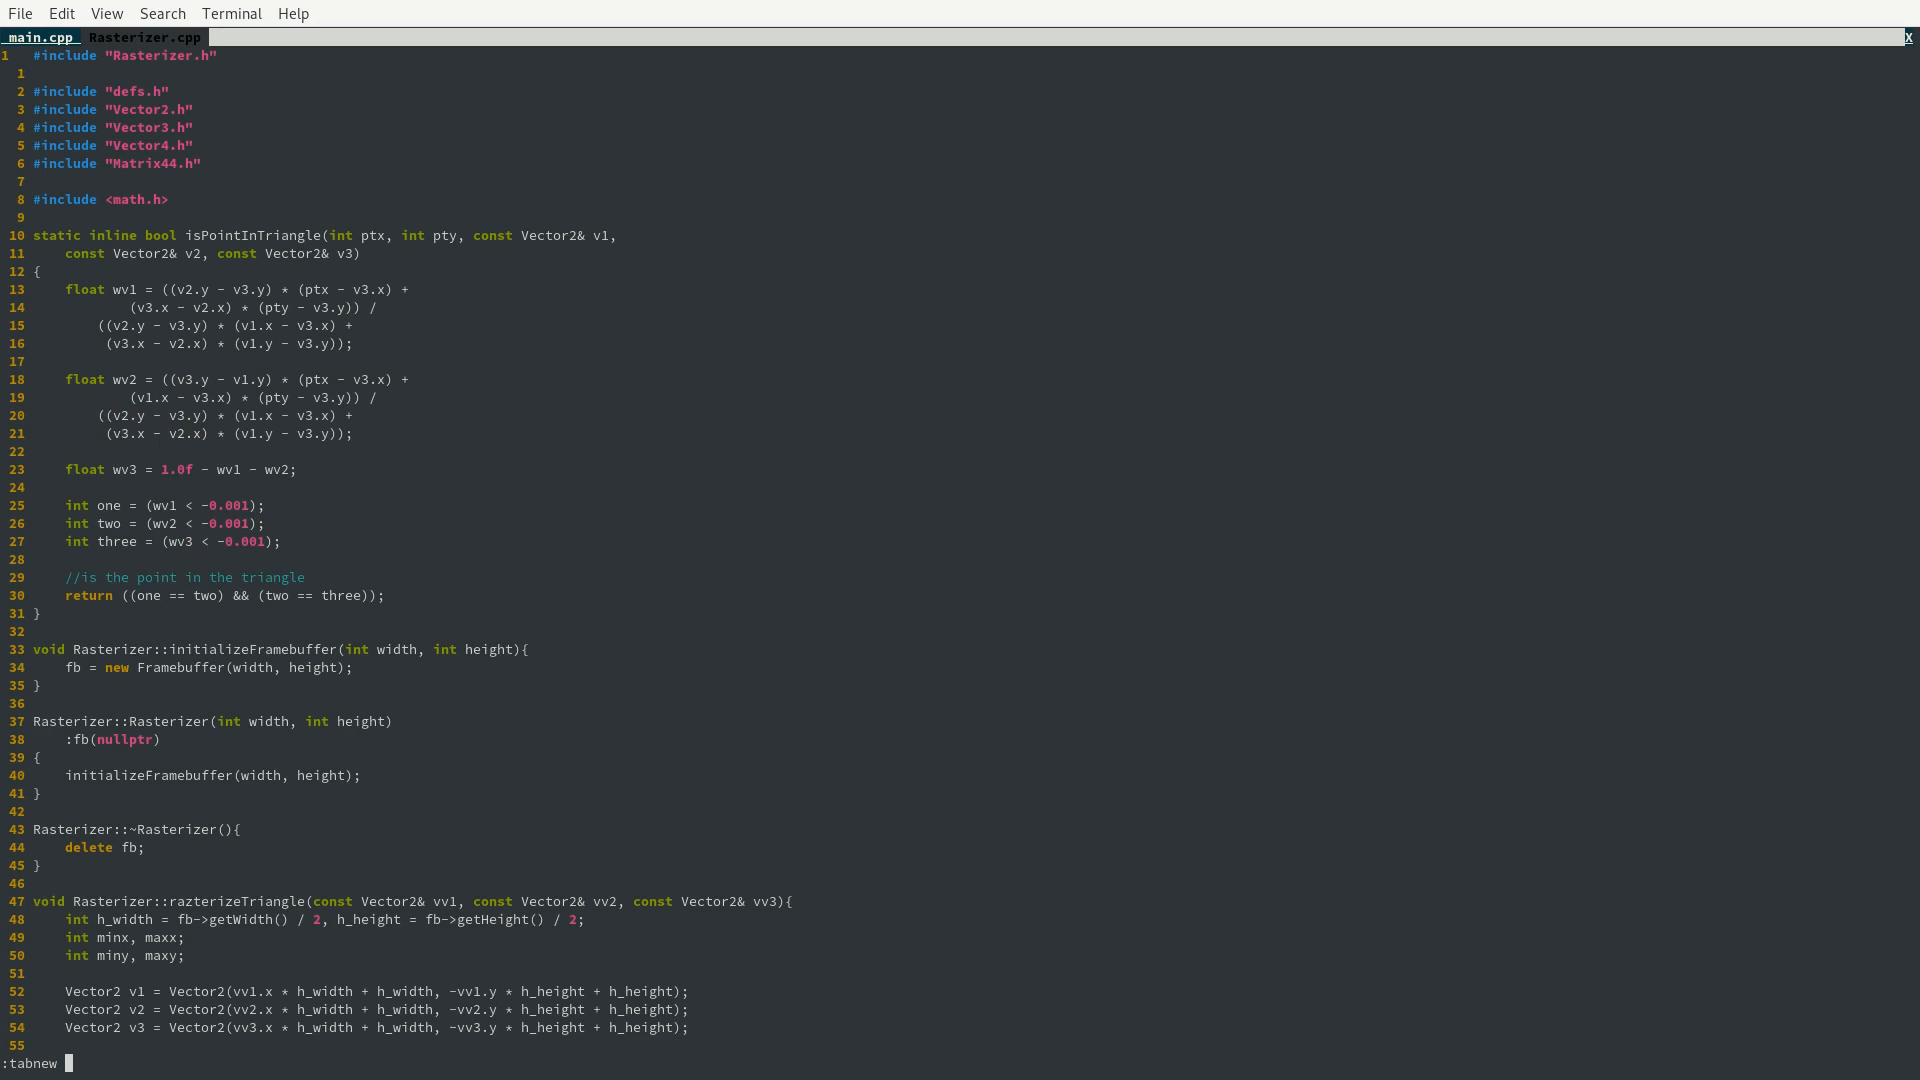 File Edit View Search Terminal Help
main.cpp Rasterizer.cpp X
1 #include "Rasterizer.h"
1
2 #include "defs.h"
3 #include "Vector2.h"
4 #include "Vector3.h"
5 #include "Vector4.h"
6 #include "Matrix44.h"
7
8 #include <math.h>
9
10 static inline bool isPointInTriangle(int ptx, int pty, const Vector2& v1,
11     const Vector2& v2, const Vector2& v3)
12 {
13     float wv1 = ((v2.y - v3.y) * (ptx - v3.x) +
14             (v3.x - v2.x) * (pty - v3.y)) /
15         ((v2.y - v3.y) * (v1.x - v3.x) +
16          (v3.x - v2.x) * (v1.y - v3.y));
17
18     float wv2 = ((v3.y - v1.y) * (ptx - v3.x) +
19             (v1.x - v3.x) * (pty - v3.y)) /
20         ((v2.y - v3.y) * (v1.x - v3.x) +
21          (v3.x - v2.x) * (v1.y - v3.y));
22
23     float wv3 = 1.0f - wv1 - wv2;
24
25     int one = (wv1 < -0.001);
26     int two = (wv2 < -0.001);
27     int three = (wv3 < -0.001);
28
29     //is the point in the triangle
30     return ((one == two) && (two == three));
31 }
32
33 void Rasterizer::initializeFramebuffer(int width, int height){
34     fb = new Framebuffer(width, height);
35 }
36
37 Rasterizer::Rasterizer(int width, int height)
38     :fb(nullptr)
39 {
40     initializeFramebuffer(width, height);
41 }
42
43 Rasterizer::~Rasterizer(){
44     delete fb;
45 }
46
47 void Rasterizer::razterizeTriangle(const Vector2& vv1, const Vector2& vv2, const Vector2& vv3){
48     int h_width = fb->getWidth() / 2, h_height = fb->getHeight() / 2;
49     int minx, maxx;
50     int miny, maxy;
51
52     Vector2 v1 = Vector2(vv1.x * h_width + h_width, -vv1.y * h_height + h_height);
53     Vector2 v2 = Vector2(vv2.x * h_width + h_width, -vv2.y * h_height + h_height);
54     Vector2 v3 = Vector2(vv3.x * h_width + h_width, -vv3.y * h_height + h_height);
55
:tabnew